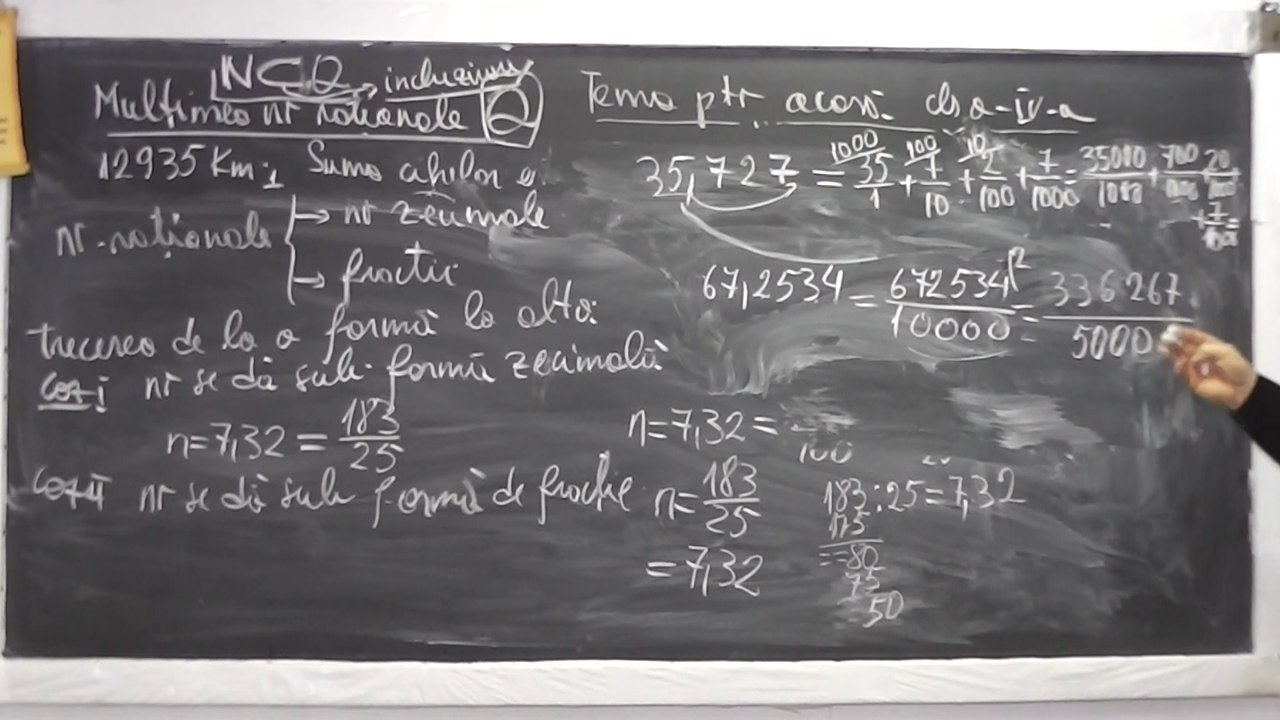 N⊂Q → incluziune
Mulțimea nr raționale Q
12935 Km; Suma cifrelor e:
nr. raționale
→ nr zecimale
→ fracții
trecerea de la o formă la alta:
Caz I nr se dă sub formă zecimală
n=7,32 = 183/25
Caz II nr se dă sub formă de fracție
Tema ptr. acasă cls a-IV-a
35,727 = 1000/ 35/1 + 100/ 7/10 + 10/ 2/100 + 7/1000 = 35000/1000 + 700/1000 + 20/1000
+ 7/1000 =
67,2534 = 672534/10000 (2 = 336267/5000
n=7,32 = /100
n= 183/25 183:25=7,32
175
==80
= 7,32 75
50